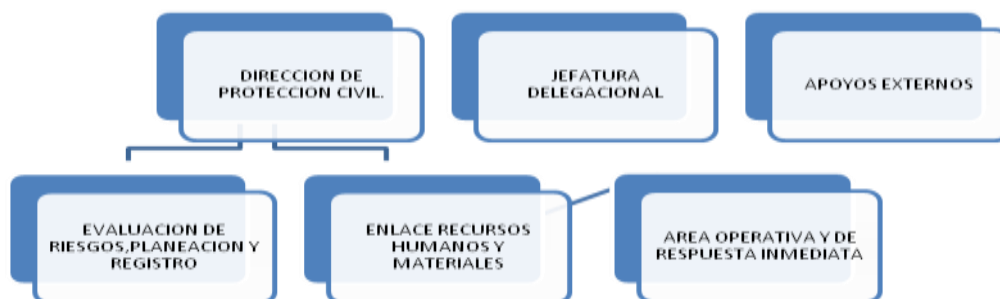 DIRECCION DE
PROTECCION CIVIL.
JEFATURA
DELEGACIONAL
APOYOS EXTERNOS
EVALUACION DE
RIESGOS,PLANEACION Y
REGISTRO
ENLACE RECURSOS
HUMANOS Y
MATERIALES
AREA OPERATIVA Y DE
RESPUESTA INMEDIATA